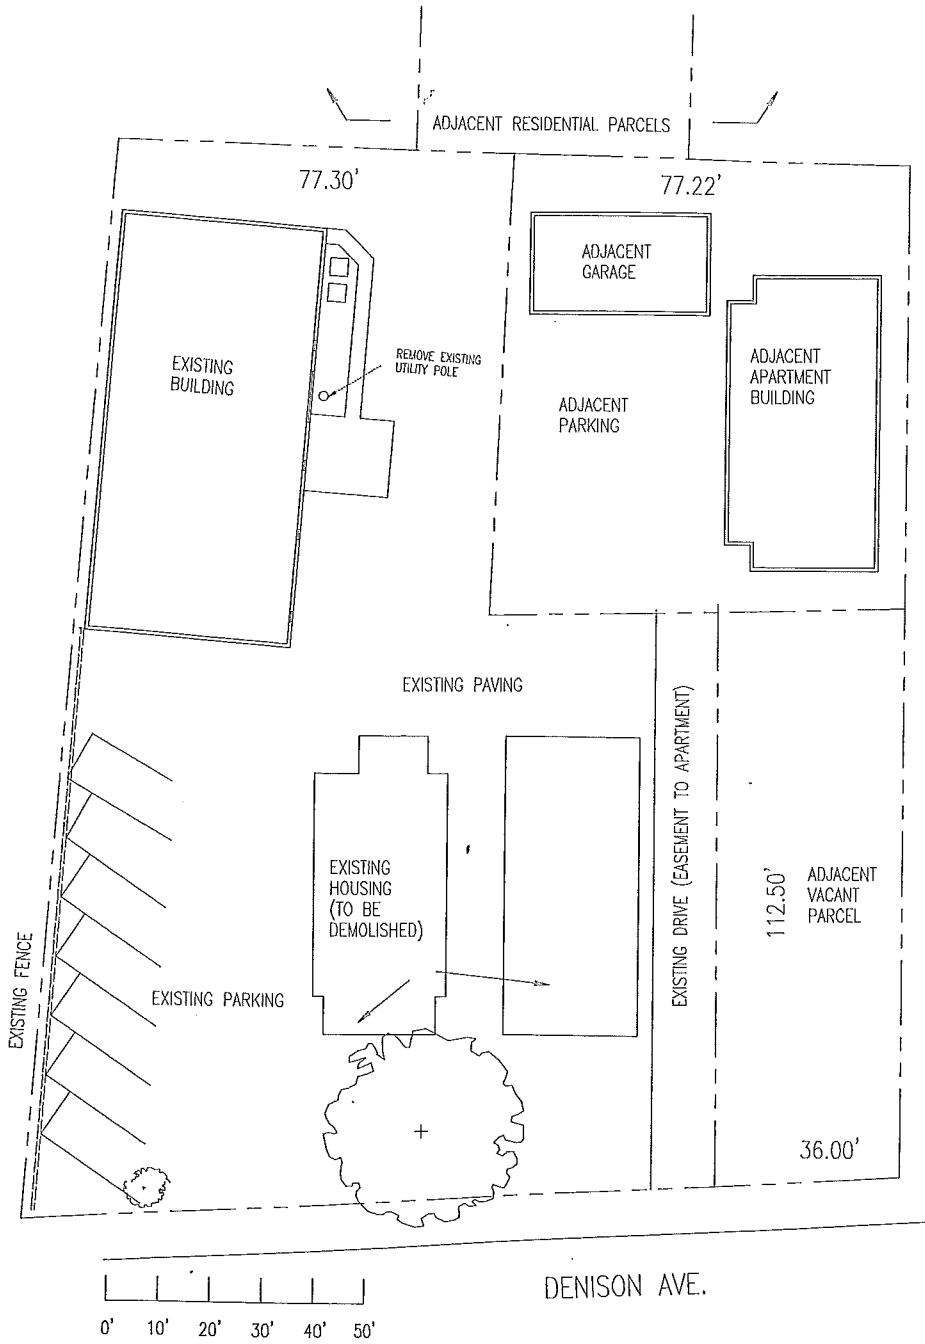 ADJACENT RESIDENTIAL PARCELS
77.30'
77.22'
ADJACENT
GARAGE
EXISTING
BUILDING
REMOVE EXISTING
UTILITY POLE
ADJACENT
PARKING
ADJACENT
APARTMENT
BUILDING
EXISTING PAVING
EXISTING DRIVE (EASEMENT TO APARTMENT)
EXISTING
HOUSING
(TO BE
DEMOLISHED)
112.50'
ADJACENT
VACANT
PARCEL
EXISTING FENCE
EXISTING PARKING
36.00'
DENISON AVE.
0' 10' 20' 30' 40' 50'